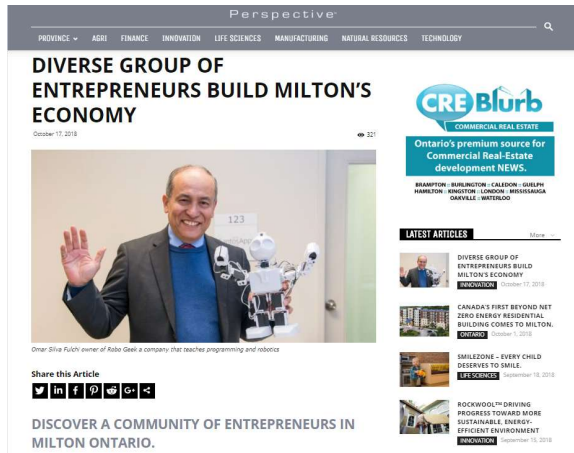 Perspective
PROVINCE AGRI FINANCE INNOVATION LIFE SCIENCES MANUFACTURING NATURAL RESOURCES TECHNOLOGY
DIVERSE GROUP OF
ENTREPRENEURS BUILD MILTON'S
ECONOMY
October 17, 2018
321
123
Omar Silva Fulchi owner of Robo Geek a company that teaches programming and robotics
Share this Article
G+
DISCOVER A COMMUNITY OF ENTREPRENEURS IN
MILTON ONTARIO.
CRE Blurb
COMMERCIAL REAL ESTATE
Ontario's premium source for
Commercial Real-Estate
development NEWS.
BRAMPTON :: BURLINGTON :: CALEDON :: GUELPH
HAMILTON :: KINGSTON :: LONDON :: MISSISSAUGA
OAKVILLE :: WATERLOO
LATEST ARTICLES More
DIVERSE GROUP OF
ENTREPRENEURS BUILD
MILTON'S ECONOMY
INNOVATION October 17, 2018
CANADA'S FIRST BEYOND NET
ZERO ENERGY RESIDENTIAL
BUILDING COMES TO MILTON.
ONTARIO October 1, 2018
SMILEZONE – EVERY CHILD
DESERVES TO SMILE.
LIFE SCIENCES September 18, 2018
ROCKWOOL™ DRIVING
PROGRESS TOWARD MORE
SUSTAINABLE, ENERGY-
EFFICIENT ENVIRONMENT
INNOVATION September 15, 2018